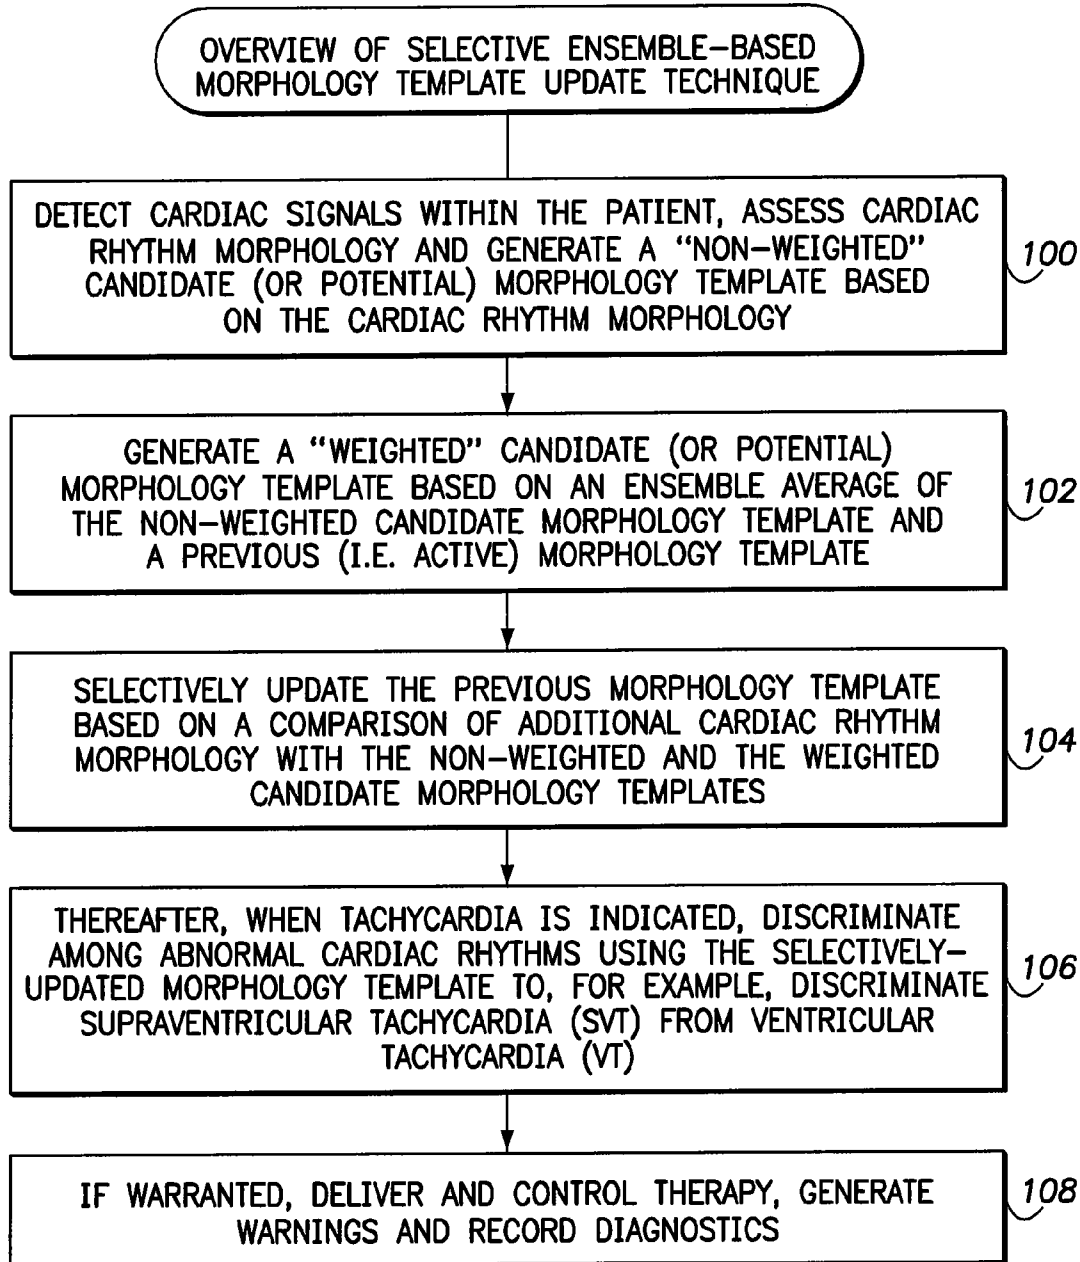 OVERVIEW OF SELECTIVE ENSEMBLE-BASED
MORPHOLOGY TEMPLATE UPDATE TECHNIQUE
DETECT CARDIAC SIGNALS WITHIN THE PATIENT, ASSESS CARDIAC
RHYTHM MORPHOLOGY AND GENERATE A “NON-WEIGHTED”
CANDIDATE (OR POTENTIAL) MORPHOLOGY TEMPLATE BASED
ON THE CARDIAC RHYTHM MORPHOLOGY
100
GENERATE A “WEIGHTED” CANDIDATE (OR POTENTIAL)
MORPHOLOGY TEMPLATE BASED ON AN ENSEMBLE AVERAGE OF
THE NON-WEIGHTED CANDIDATE MORPHOLOGY TEMPLATE AND
A PREVIOUS (I.E. ACTIVE) MORPHOLOGY TEMPLATE
102
SELECTIVELY UPDATE THE PREVIOUS MORPHOLOGY TEMPLATE
BASED ON A COMPARISON OF ADDITIONAL CARDIAC RHYTHM
MORPHOLOGY WITH THE NON-WEIGHTED AND THE WEIGHTED
CANDIDATE MORPHOLOGY TEMPLATES
104
THEREAFTER, WHEN TACHYCARDIA IS INDICATED, DISCRIMINATE
AMONG ABNORMAL CARDIAC RHYTHMS USING THE SELECTIVELY-
UPDATED MORPHOLOGY TEMPLATE TO, FOR EXAMPLE, DISCRIMINATE
SUPRAVENTRICULAR TACHYCARDIA (SVT) FROM VENTRICULAR
TACHYCARDIA (VT)
106
IF WARRANTED, DELIVER AND CONTROL THERAPY, GENERATE
WARNINGS AND RECORD DIAGNOSTICS
108